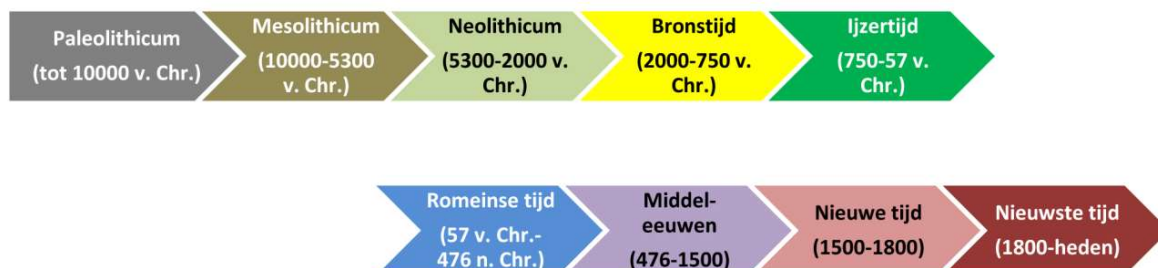 Paleolithicum
(tot 10000 v. Chr.)
Mesolithicum
(10000-5300
v. Chr.)
Neolithicum
(5300-2000 v.
Chr.)
Bronstijd
(2000-750 v.
Chr.)
Ijzertijd
(750-57 v.
Chr.)
Romeinse tijd
(57 v. Chr.-
476 n. Chr.)
Middel-
eeuwen
(476-1500)
Nieuwe tijd
(1500-1800)
Nieuwste tijd
(1800-heden)